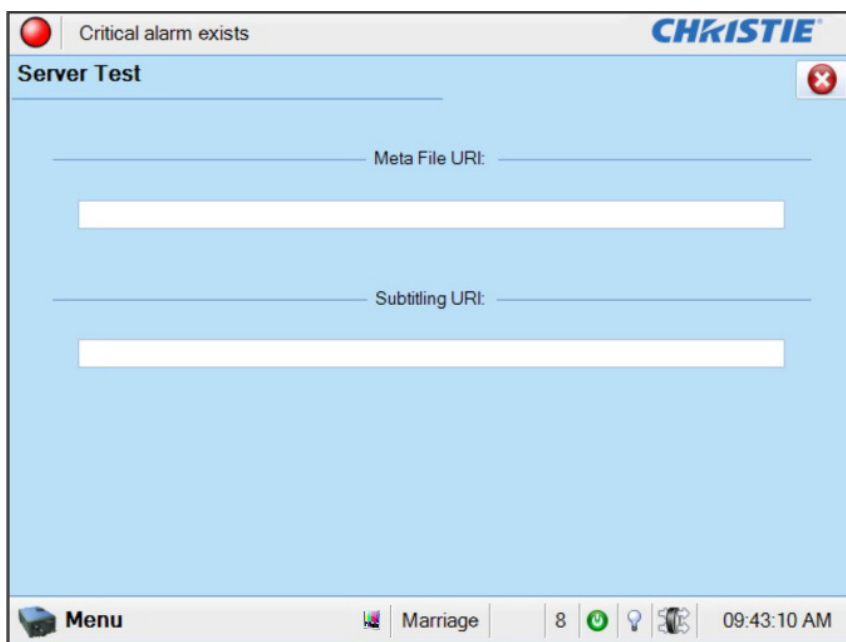 Critical alarm exists
CHRISTIE
Server Test
Meta File URI:
Subtitling URI:
Menu
Marriage
8
09:43:10 AM